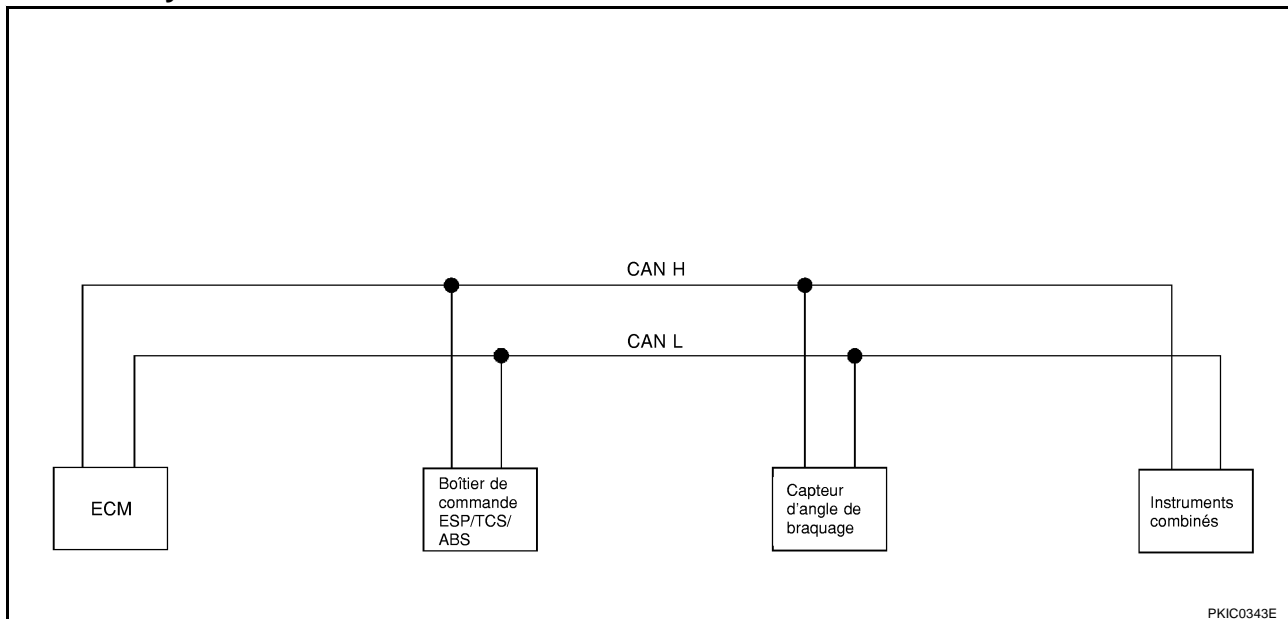 CAN H
CAN L
ECM
Boîtier de
commande
ESP/TCS/
ABS
Capteur
d'angle de
braquage
Instruments
combinés
PKIC0343E